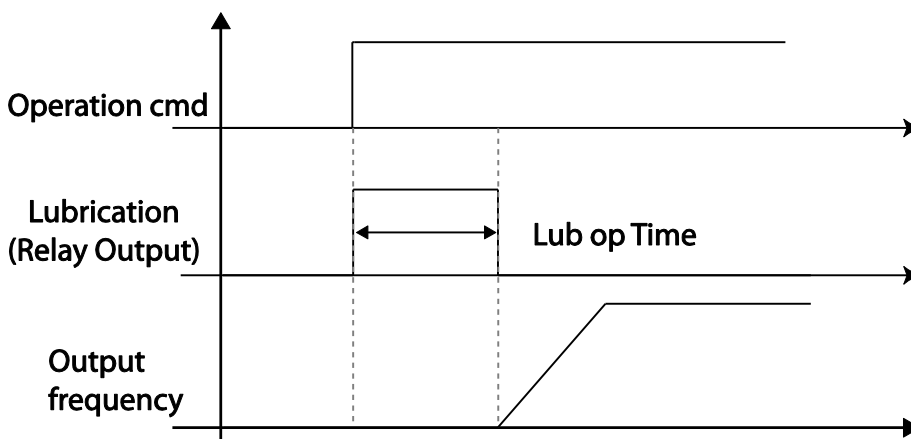 Operation cmd
Lubrication
(Relay Output)
Lub op Time
Output
frequency